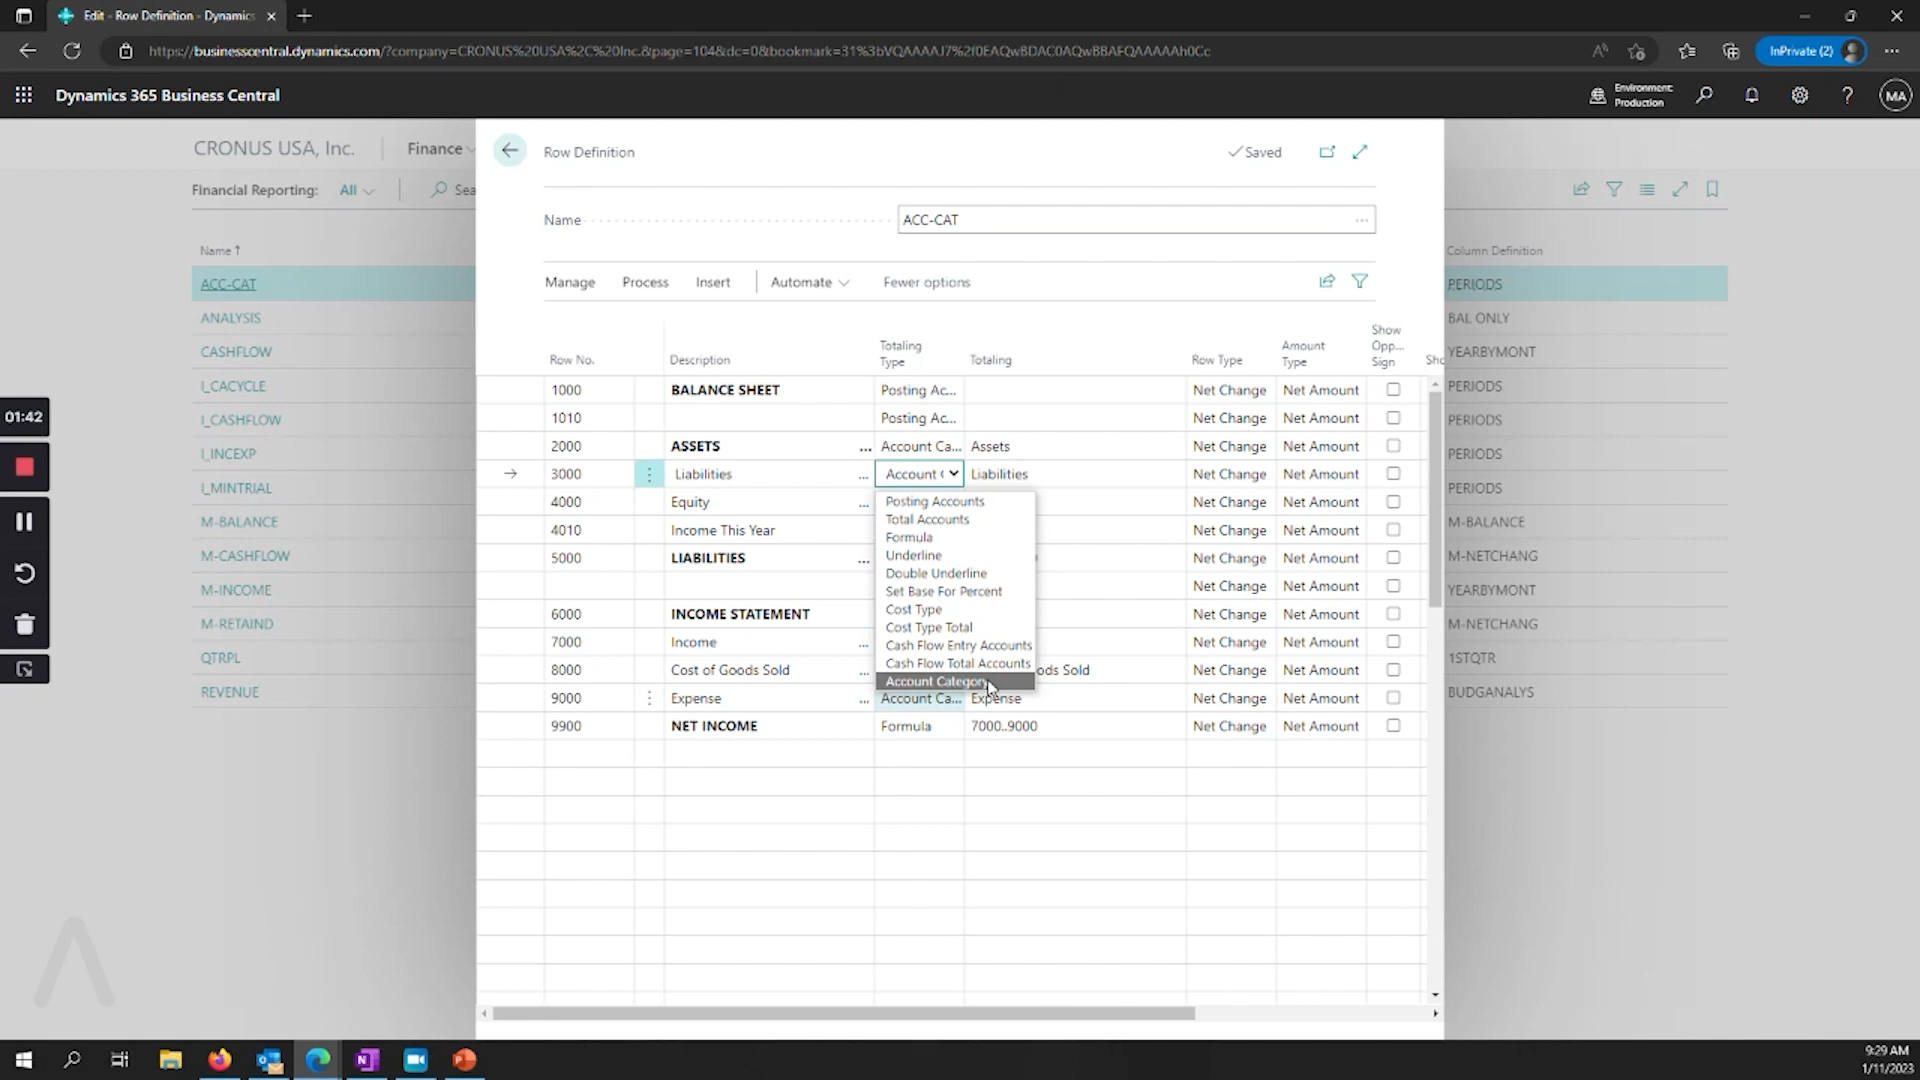 Edit - Row Definition - Dynamics
https://businesscentral.dynamics.com/?company=CRONUS%20USA%2C%20Inc.&page=104&dc=0&bookmark=
InPrivate (2)
Dynamics 365 Business Central
Environment:
Production
MA
CRONUS USA, Inc.
Finance
Financial Reporting:
All
Sea
Name ↑
ACC-CAT
ANALYSIS
CASHFLOW
I_CACYCLE
I_CASHFLOW
I_INCEXP
I_MINTRIAL
M-BALANCE
M-CASHFLOW
M-INCOME
M-RETAIND
QTRPL
REVENUE
01:42
Row Definition
Saved
Name
ACC-CAT
Manage Process Insert Automate Fewer options
Row No. Description Totaling Type Totaling Row Type Amount Type Show Opp... Sign Sho
1000 BALANCE SHEET Posting Ac... Net Change Net Amount
1010 Posting Ac... Net Change Net Amount
2000 ASSETS ... Account Ca... Assets Net Change Net Amount
3000 Liabilities ... Account ( Liabilities Net Change Net Amount
4000 Equity ... Net Change Net Amount
4010 Income This Year Net Change Net Amount
5000 LIABILITIES ... Net Change Net Amount
Net Change Net Amount
6000 INCOME STATEMENT Net Change Net Amount
7000 Income ... Net Change Net Amount
8000 Cost of Goods Sold ... ods Sold Net Change Net Amount
9000 Expense ... Account Ca... Expense Net Change Net Amount
9900 NET INCOME Formula 7000..9000 Net Change Net Amount
Posting Accounts
Total Accounts
Formula
Underline
Double Underline
Set Base For Percent
Cost Type
Cost Type Total
Cash Flow Entry Accounts
Cash Flow Total Accounts
Account Category
Column Definition
PERIODS
BAL ONLY
YEARBYMONT
PERIODS
PERIODS
PERIODS
PERIODS
M-BALANCE
M-NETCHANG
YEARBYMONT
M-NETCHANG
1STQTR
BUDGANALYS
9:29 AM
1/11/2023